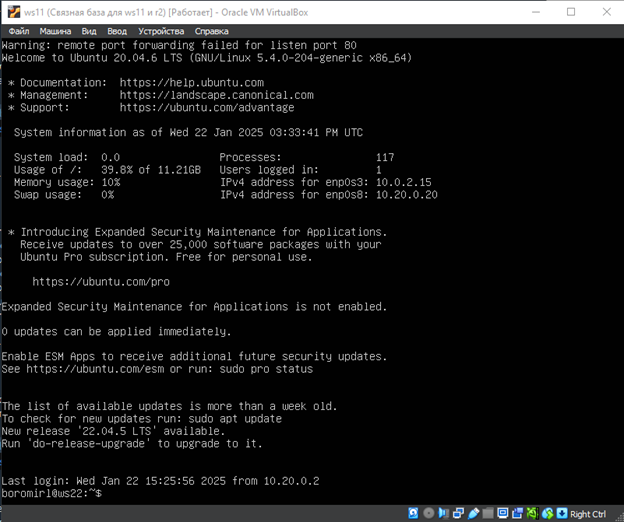 ws11 (Связная база для ws11 и r2) [Работает] - Oracle VM VirtualBox
Файл Машина Вид Ввод Устройства Справка
Warning: remote port forwarding failed for listen port 80
Welcome to Ubuntu 20.04.6 LTS (GNU/Linux 5.4.0-204-generic x86_64)
* Documentation: https://help.ubuntu.com
* Management: https://landscape.canonical.com
* Support: https://ubuntu.com/advantage
System information as of Wed 22 Jan 2025 03:33:41 PM UTC
System load: 0.0 Processes: 117
Usage of /: 39.8% of 11.21GB Users logged in: 1
Memory usage: 10% IPv4 address for enp0s3: 10.0.2.15
Swap usage: 0% IPv4 address for enp0s8: 10.20.0.20
* Introducing Expanded Security Maintenance for Applications.
Receive updates to over 25,000 software packages with your
Ubuntu Pro subscription. Free for personal use.
https://ubuntu.com/pro
Expanded Security Maintenance for Applications is not enabled.
0 updates can be applied immediately.
Enable ESM Apps to receive additional future security updates.
See https://ubuntu.com/esm or run: sudo pro status
The list of available updates is more than a week old.
To check for new updates run: sudo apt update
New release '22.04.5 LTS' available.
Run 'do-release-upgrade' to upgrade to it.
Last login: Wed Jan 22 15:25:56 2025 from 10.20.0.2
boromirl@ws22:~$
Right Ctrl